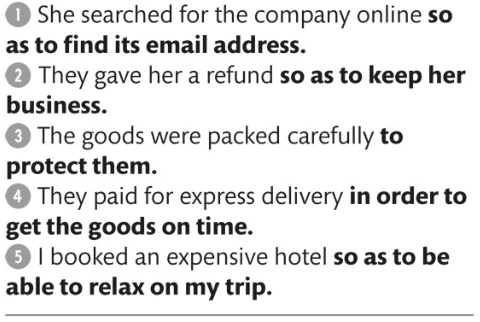 1 She searched for the company online so
as to find its email address.
2 They gave her a refund so as to keep her
business.
3 The goods were packed carefully to
protect them.
4 They paid for express delivery in order to
get the goods on time.
5 I booked an expensive hotel so as to be
able to relax on my trip.